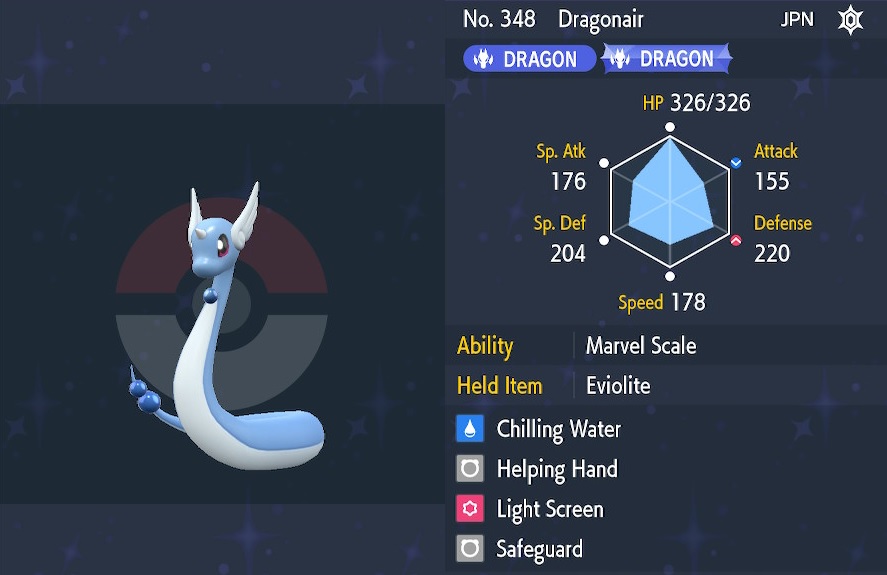 No. 348 Dragonair JPN
DRAGON DRAGON
HP 326/326
Sp. Atk 176
Attack 155
Sp. Def 204
Defense 220
Speed 178
Ability Marvel Scale
Held Item Eviolite
Chilling Water
Helping Hand
Light Screen
Safeguard